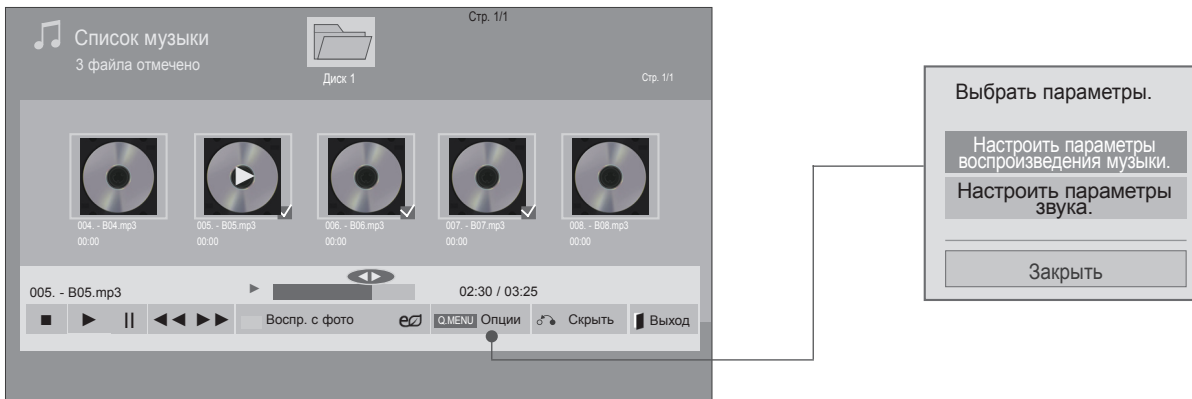 Стр. 1/1
Список музыки
3 файла отмечено
Диск 1
Стр. 1/1
004. - B04.mp3
00:00
005. - B05.mp3
00:00
006. - B06.mp3
00:00
007. - B07.mp3
00:00
008. - B08.mp3
00:00
005. - B05.mp3
02:30 / 03:25
Воспр. с фото
Q.MENU Опции
Скрыть
Выход
Выбрать параметры.
Настроить параметры
воспроизведения музыки.
Настроить параметры
звука.
Закрыть